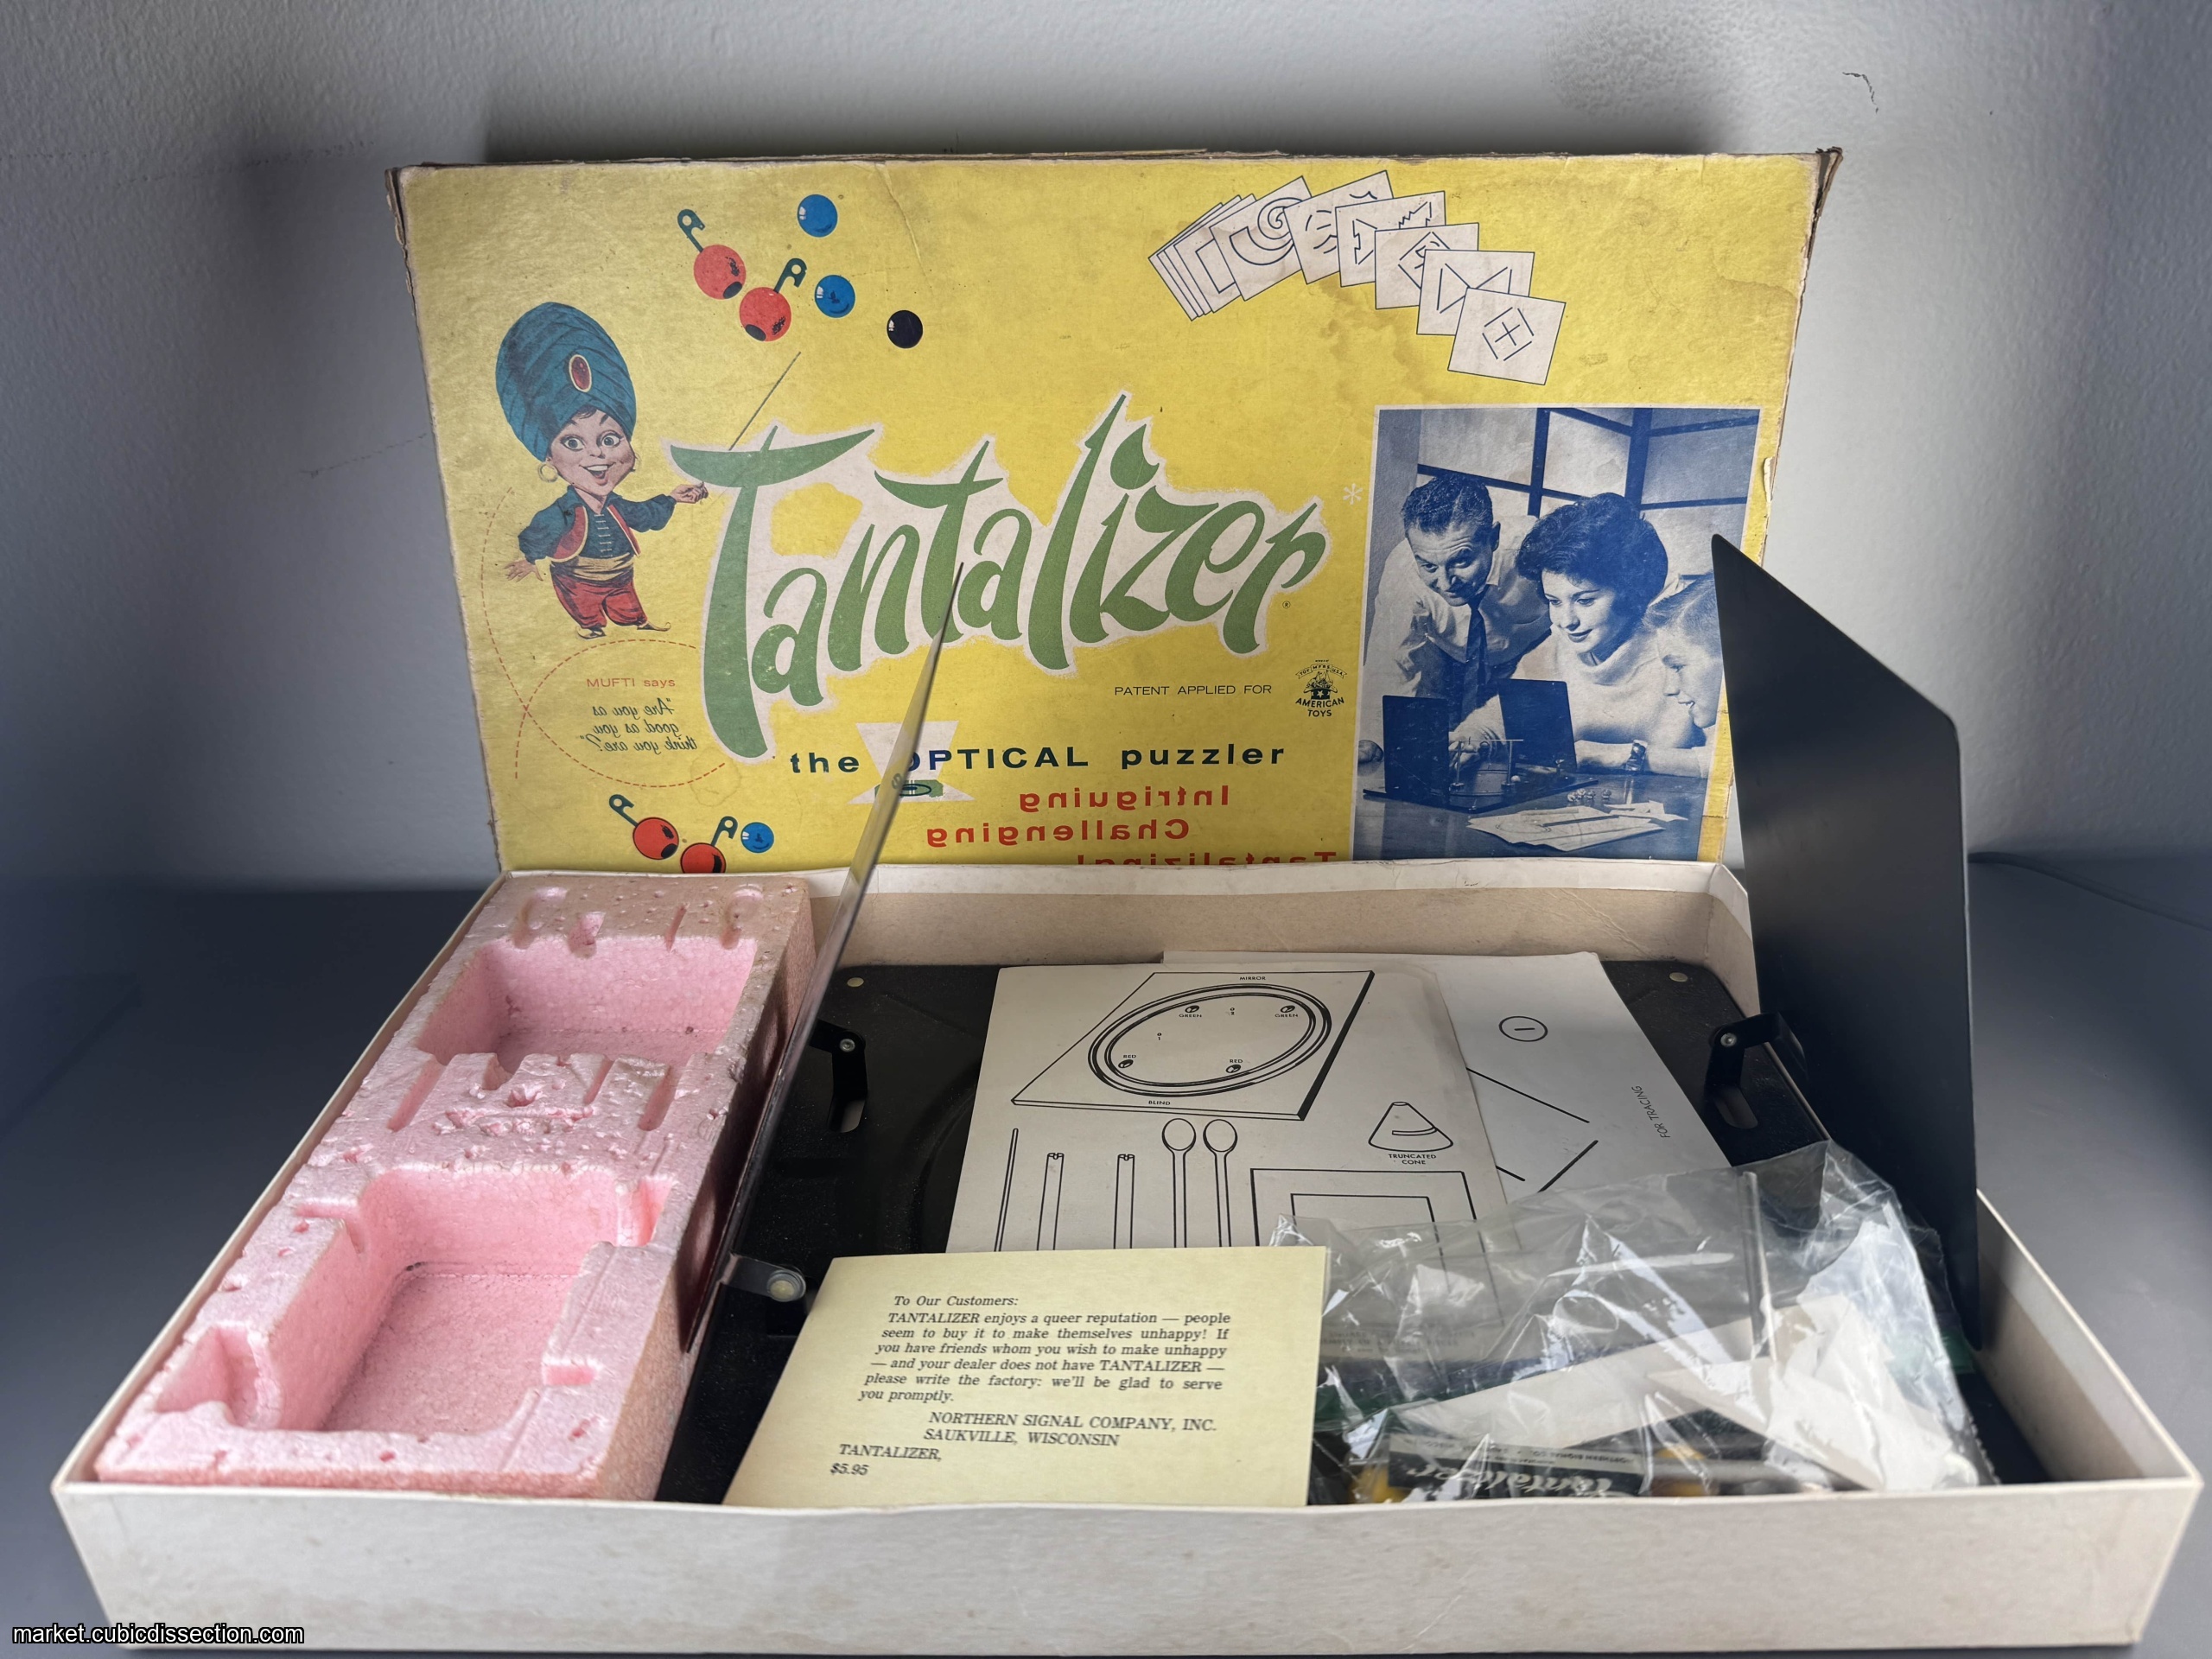 Tantalizer
PATENT APPLIED FOR
AMERICAN
TOYS
MUFTI says
"Are you as
good as you
think you are?"
the OPTICAL puzzler
Intriguing
Challenging
Tantalizing!
MIRROR
GREEN
GREEN
RED
RED
BLIND
TRUNCATED
CONE
FOR TRACING
To Our Customers:
TANTALIZER enjoys a queer reputation — people
seem to buy it to make themselves unhappy! If
you have friends whom you wish to make unhappy
— and your dealer does not have TANTALIZER —
please write the factory: we'll be glad to serve
you promptly.
NORTHERN SIGNAL COMPANY, INC.
SAUKVILLE, WISCONSIN
TANTALIZER,
$5.95
Tantalizer
market.cubicdissection.com